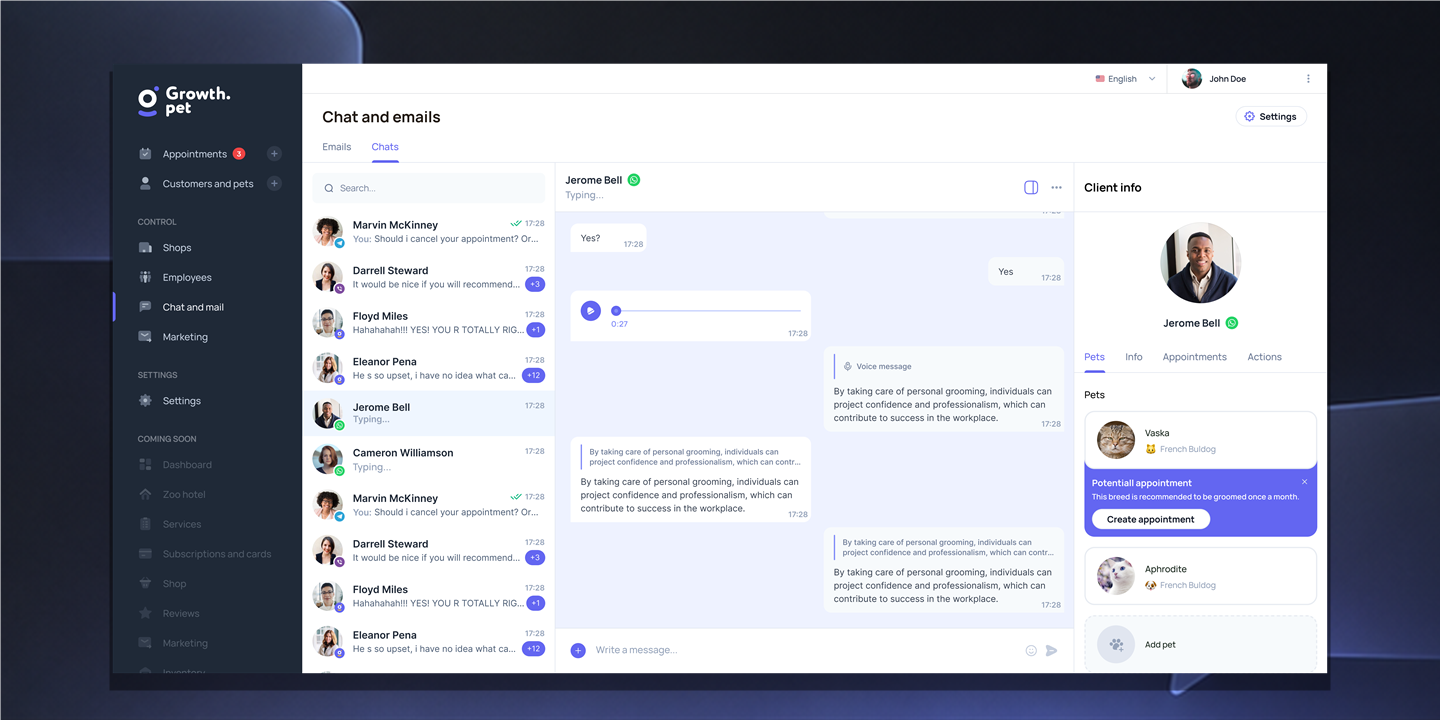 Growth.
pet
Appointments 3
Customers and pets
CONTROL
Shops
Employees
Chat and mail
Marketing
SETTINGS
Settings
COMING SOON
Dashboard
Zoo hotel
Services
Subscriptions and cards
Shop
Reviews
Marketing
Inventory
English
John Doe
Chat and emails
Settings
Emails
Chats
Search...
Marvin McKinney
17:28
You: Should i cancel your appointment? Or...
Darrell Steward
17:28
It would be nice if you will recommend...
+3
Floyd Miles
17:28
Hahahahah!!! YES! YOU R TOTALLY RIG...
+1
Eleanor Pena
17:28
He s so upset, i have no idea what ca...
+12
Jerome Bell
17:28
Typing...
Cameron Williamson
17:28
Typing...
Marvin McKinney
17:28
You: Should i cancel your appointment? Or...
Darrell Steward
17:28
It would be nice if you will recommend...
+3
Floyd Miles
17:28
Hahahahah!!! YES! YOU R TOTALLY RIG...
+1
Eleanor Pena
17:28
He s so upset, i have no idea what ca...
+12
Jerome Bell
Typing...
17:28
Yes?
17:28
Yes
17:28
0:27
17:28
Voice message
By taking care of personal grooming, individuals can
project confidence and professionalism, which can
contribute to success in the workplace.
17:28
By taking care of personal grooming, individuals can
project confidence and professionalism, which can contr...
By taking care of personal grooming, individuals can
project confidence and professionalism, which can
contribute to success in the workplace.
17:28
By taking care of personal grooming, individuals can
project confidence and professionalism, which can contr...
By taking care of personal grooming, individuals can
project confidence and professionalism, which can
contribute to success in the workplace.
17:28
Write a message...
Client info
Jerome Bell
Pets
Info
Appointments
Actions
Pets
Vaska
French Buldog
Potentiall appointment
This breed is recommended to be groomed once a month.
Create appointment
Aphrodite
French Buldog
Add pet